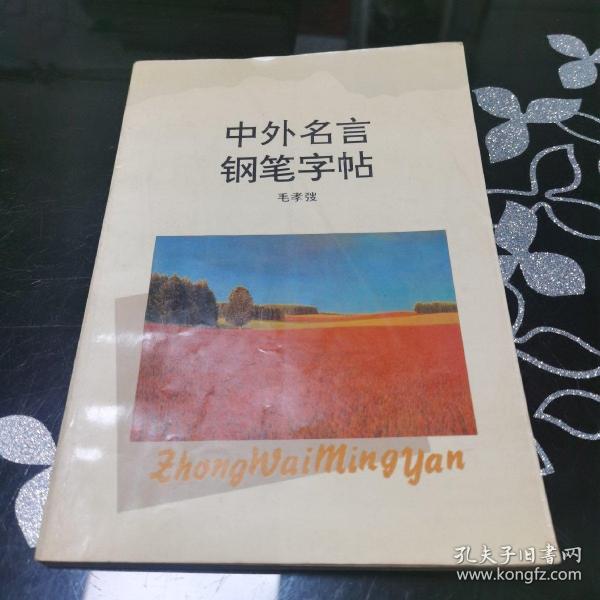 中外名言
钢笔字帖
毛孝弢
ZhongWaiMingYan
孔夫子旧书网
www.kongfz.com